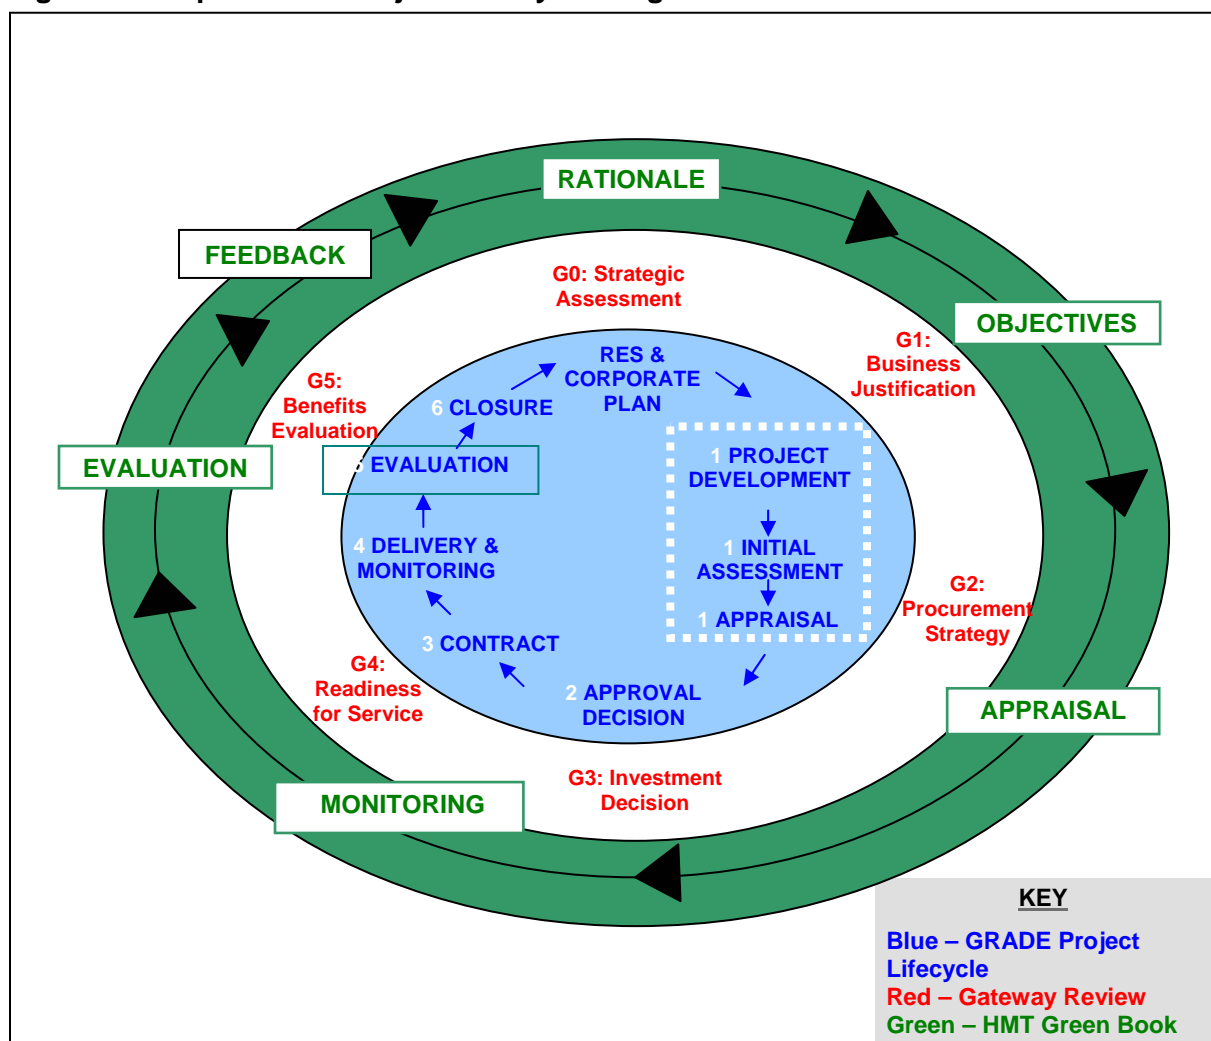 RATIONALE
FEEDBACK
G0: Strategic
Assessment
OBJECTIVES
G1:
Business
Justification
RES &
CORPORATE
PLAN
G5:
Benefits
Evaluation
6 CLOSURE
EVALUATION
5 EVALUATION
1 PROJECT
DEVELOPMENT
4 DELIVERY &
MONITORING
1 INITIAL
ASSESSMENT
G2:
Procurement
Strategy
1 APPRAISAL
3 CONTRACT
G4:
Readiness
for Service
2 APPROVAL
DECISION
APPRAISAL
G3: Investment
Decision
MONITORING
KEY
Blue – GRADE Project
Lifecycle
Red – Gateway Review
Green – HMT Green Book